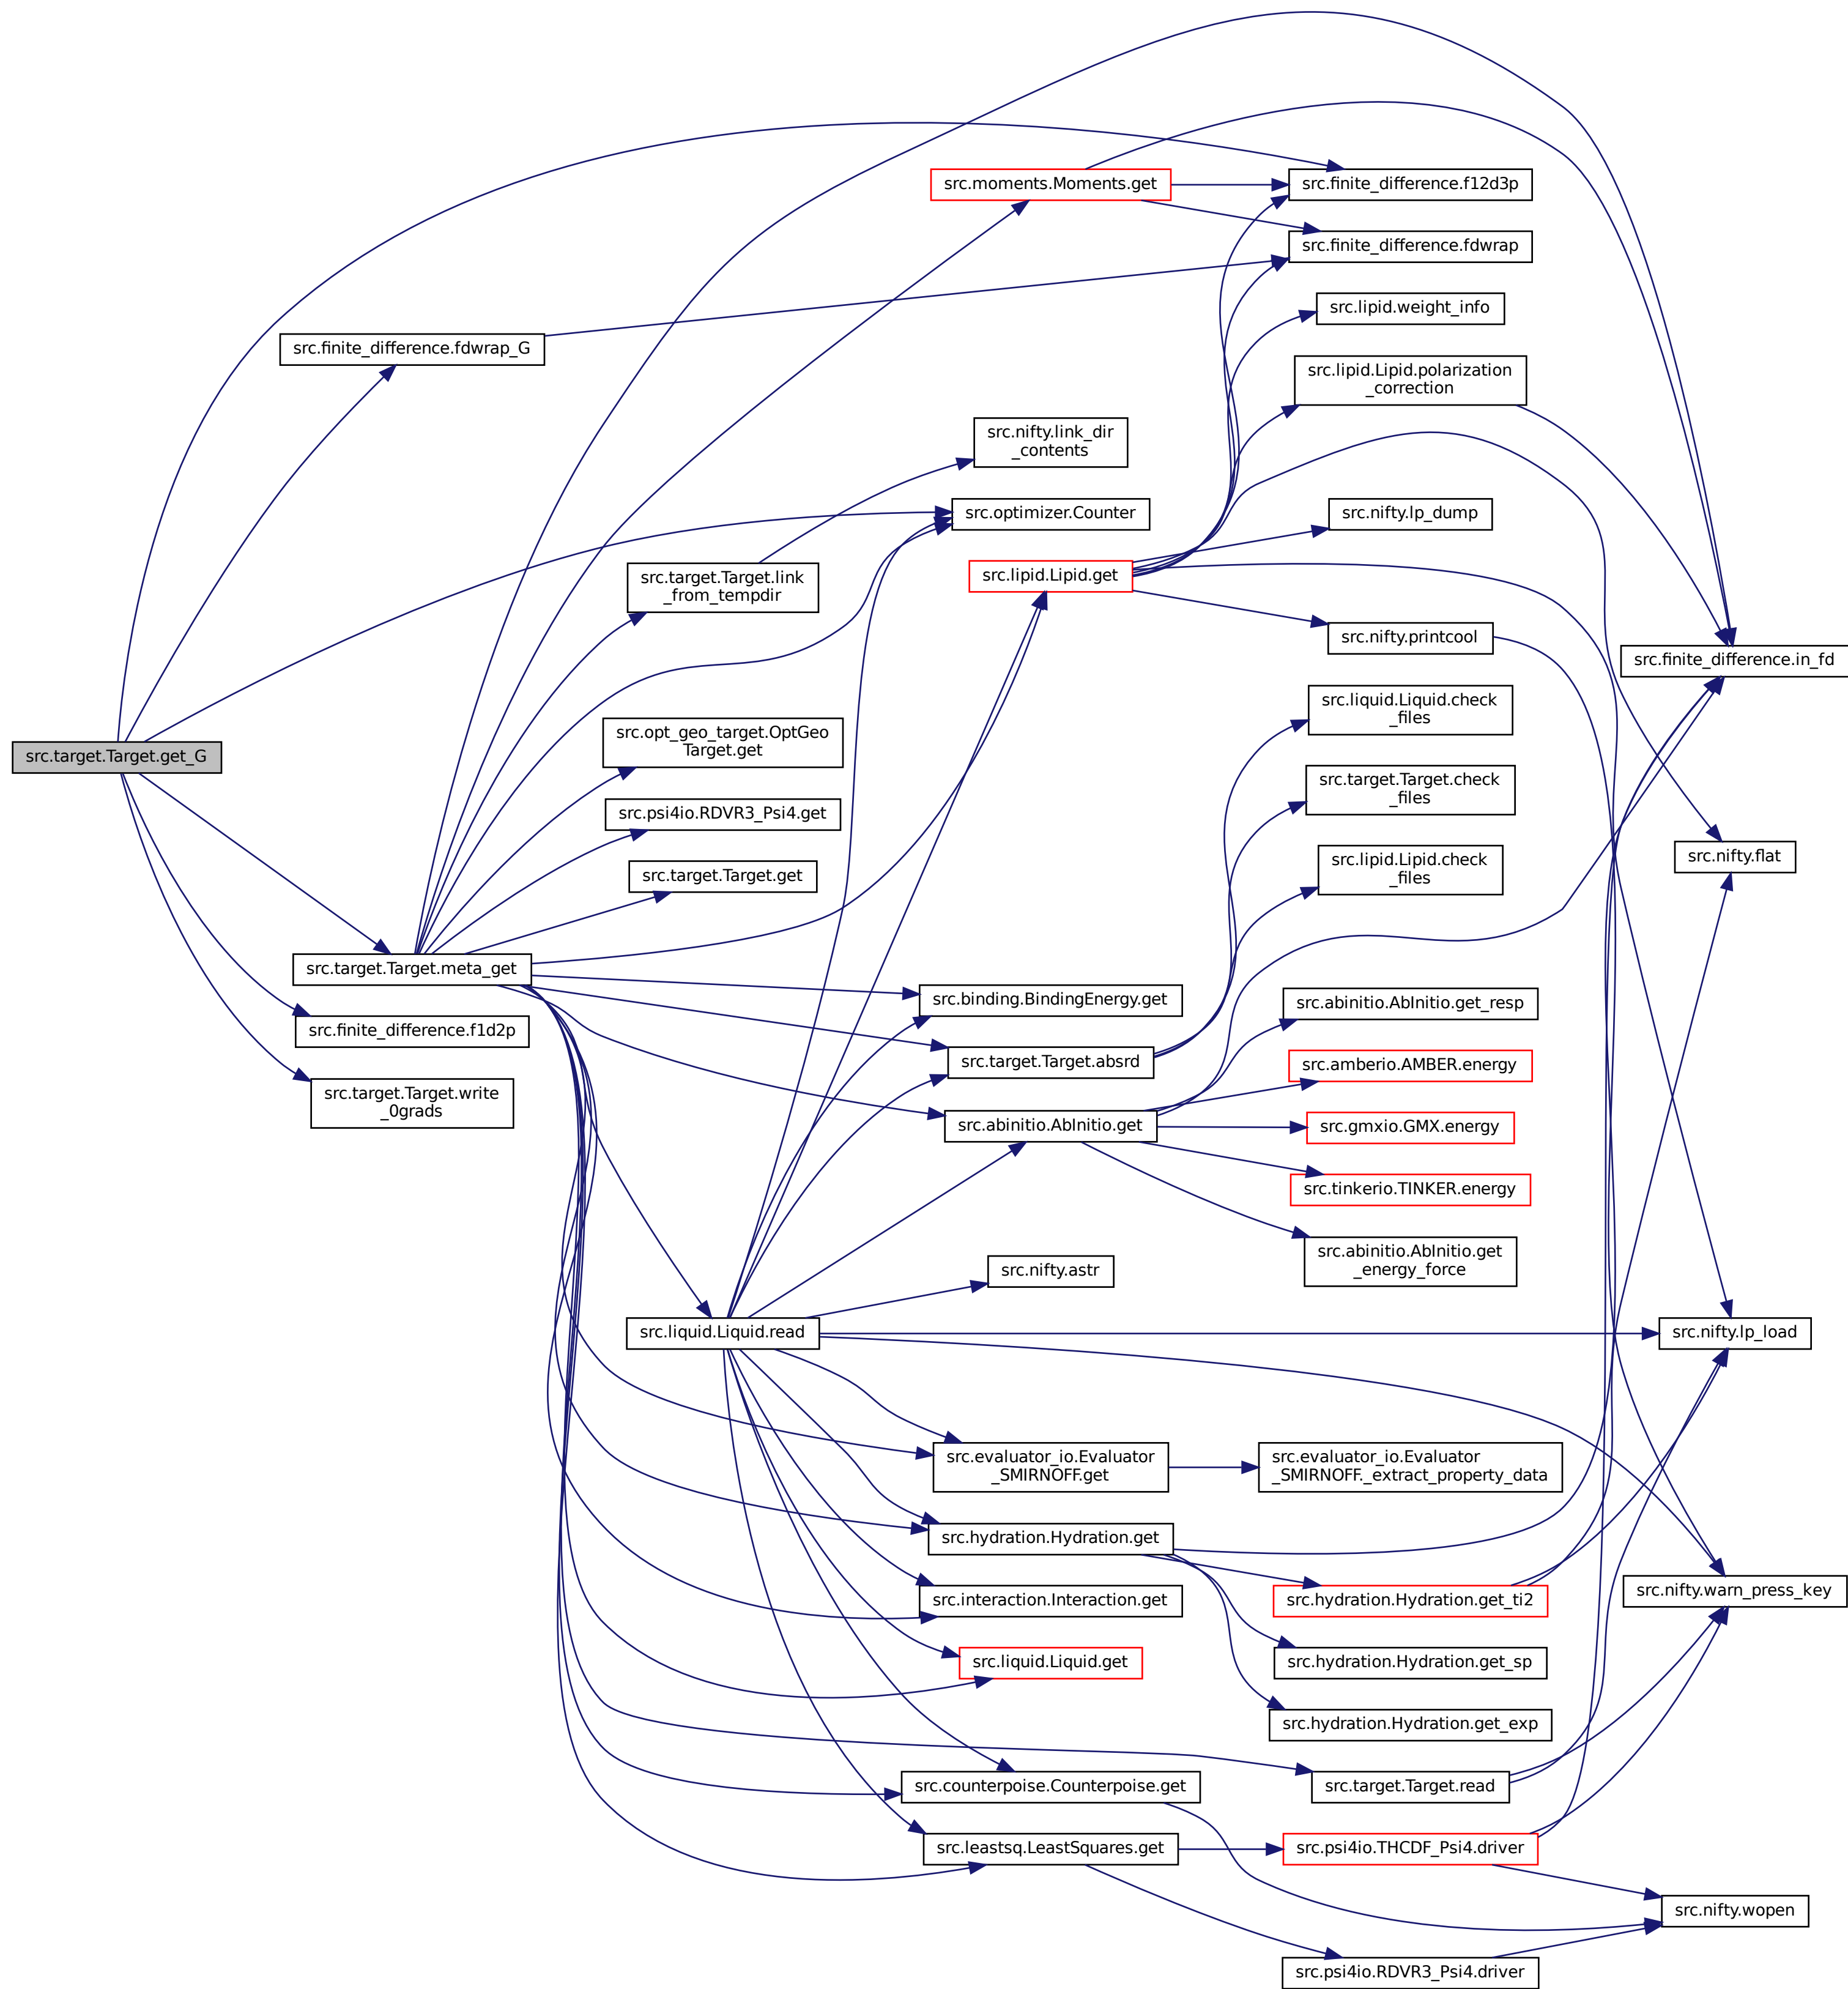 src.target.Target.get_G
src.finite_difference.fdwrap_G
src.target.Target.meta_get
src.finite_difference.f1d2p
src.target.Target.write
_0grads
src.target.Target.link
_from_tempdir
src.opt_geo_target.OptGeo
Target.get
src.psi4io.RDVR3_Psi4.get
src.target.Target.get
src.liquid.Liquid.read
src.moments.Moments.get
src.nifty.link_dir
_contents
src.optimizer.Counter
src.lipid.Lipid.get
src.binding.BindingEnergy.get
src.target.Target.absrd
src.abinitio.AbInitio.get
src.nifty.astr
src.evaluator_io.Evaluator
_SMIRNOFF.get
src.hydration.Hydration.get
src.interaction.Interaction.get
src.liquid.Liquid.get
src.counterpoise.Counterpoise.get
src.leastsq.LeastSquares.get
src.finite_difference.f12d3p
src.finite_difference.fdwrap
src.lipid.weight_info
src.lipid.Lipid.polarization
_correction
src.nifty.lp_dump
src.nifty.printcool
src.liquid.Liquid.check
_files
src.target.Target.check
_files
src.lipid.Lipid.check
_files
src.abinitio.AbInitio.get_resp
src.amberio.AMBER.energy
src.gmxio.GMX.energy
src.tinkerio.TINKER.energy
src.abinitio.AbInitio.get
_energy_force
src.evaluator_io.Evaluator
_SMIRNOFF._extract_property_data
src.hydration.Hydration.get_ti2
src.hydration.Hydration.get_sp
src.hydration.Hydration.get_exp
src.target.Target.read
src.psi4io.THCDF_Psi4.driver
src.psi4io.RDVR3_Psi4.driver
src.finite_difference.in_fd
src.nifty.flat
src.nifty.lp_load
src.nifty.warn_press_key
src.nifty.wopen